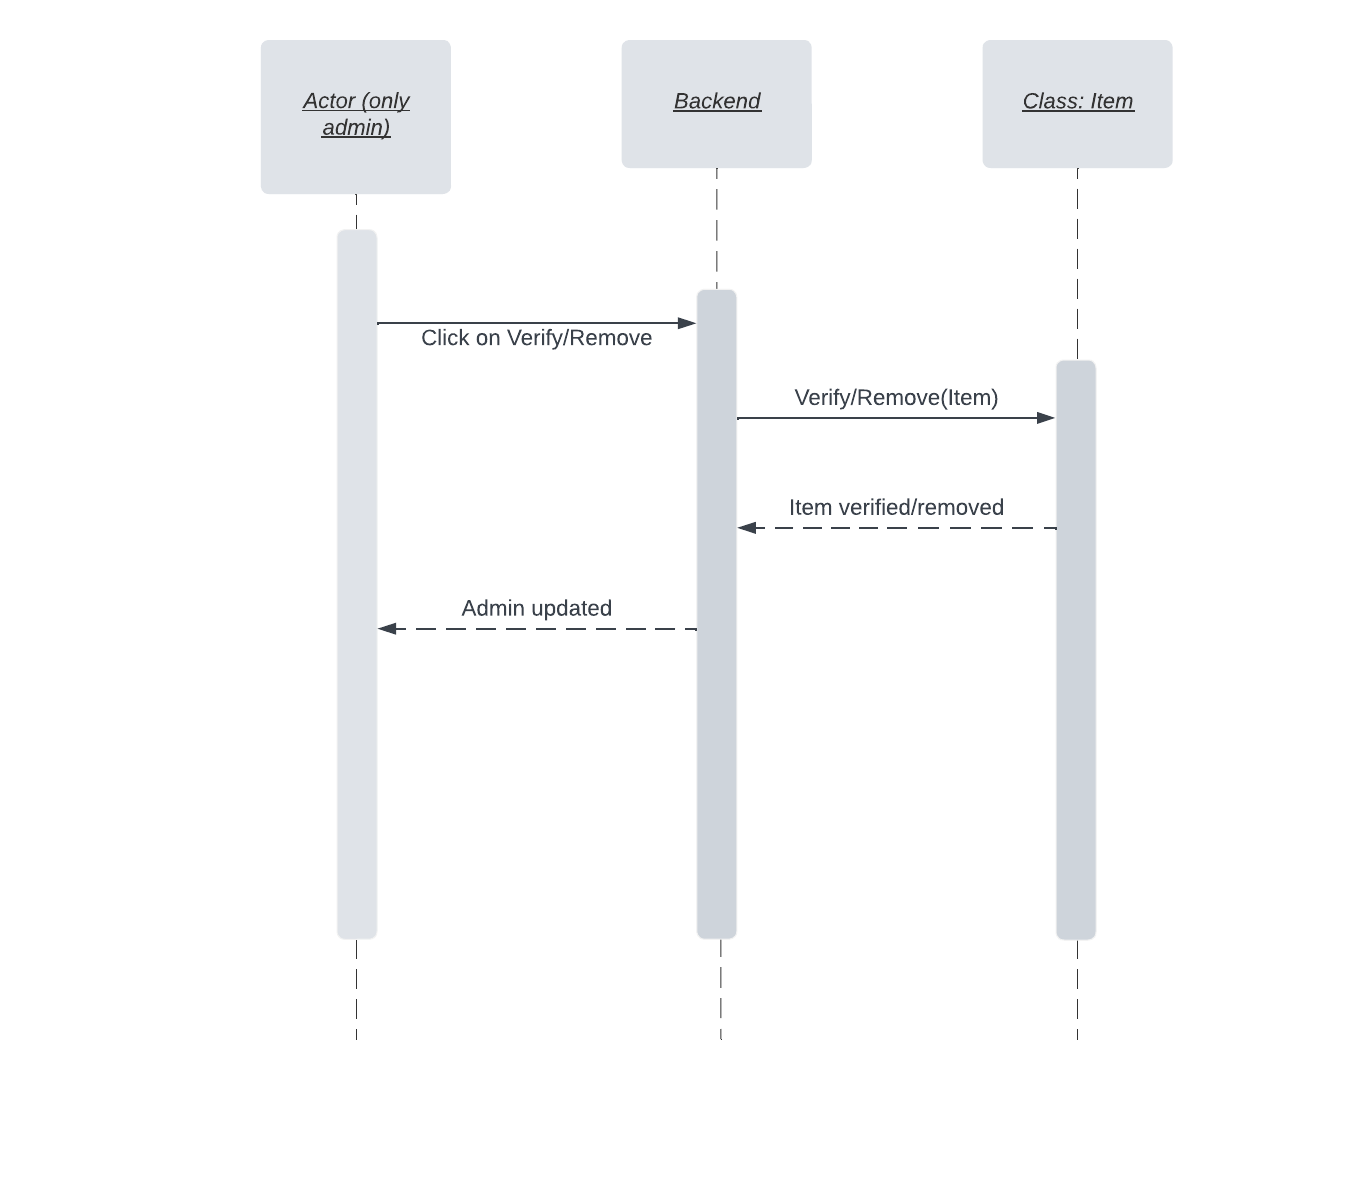 Actor (only
admin)
Backend
Class: Item
Click on Verify/Remove
Verify/Remove(Item)
Item verified/removed
Admin updated